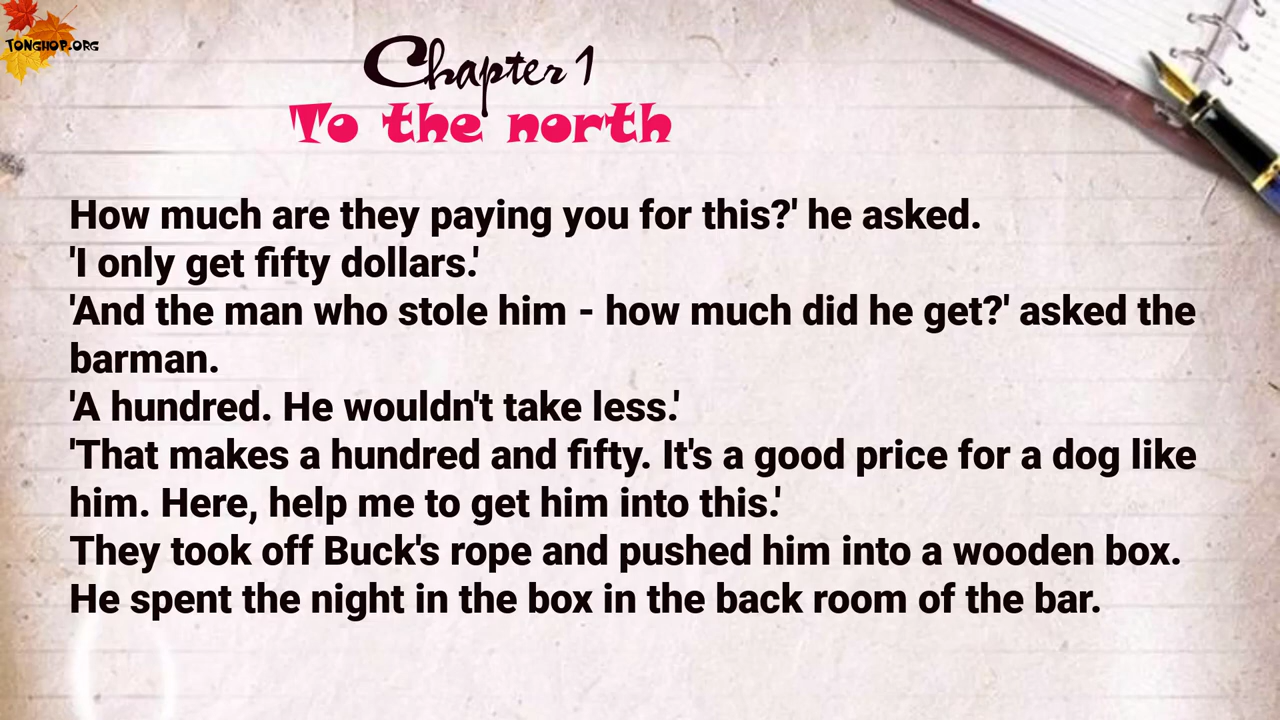 TONGHOP.ORG
Chapter 1
To the north
How much are they paying you for this?' he asked.
'I only get fifty dollars.'
'And the man who stole him - how much did he get?' asked the
barman.
'A hundred. He wouldn't take less.'
'That makes a hundred and fifty. It's a good price for a dog like
him. Here, help me to get him into this.'
They took off Buck's rope and pushed him into a wooden box.
He spent the night in the box in the back room of the bar.